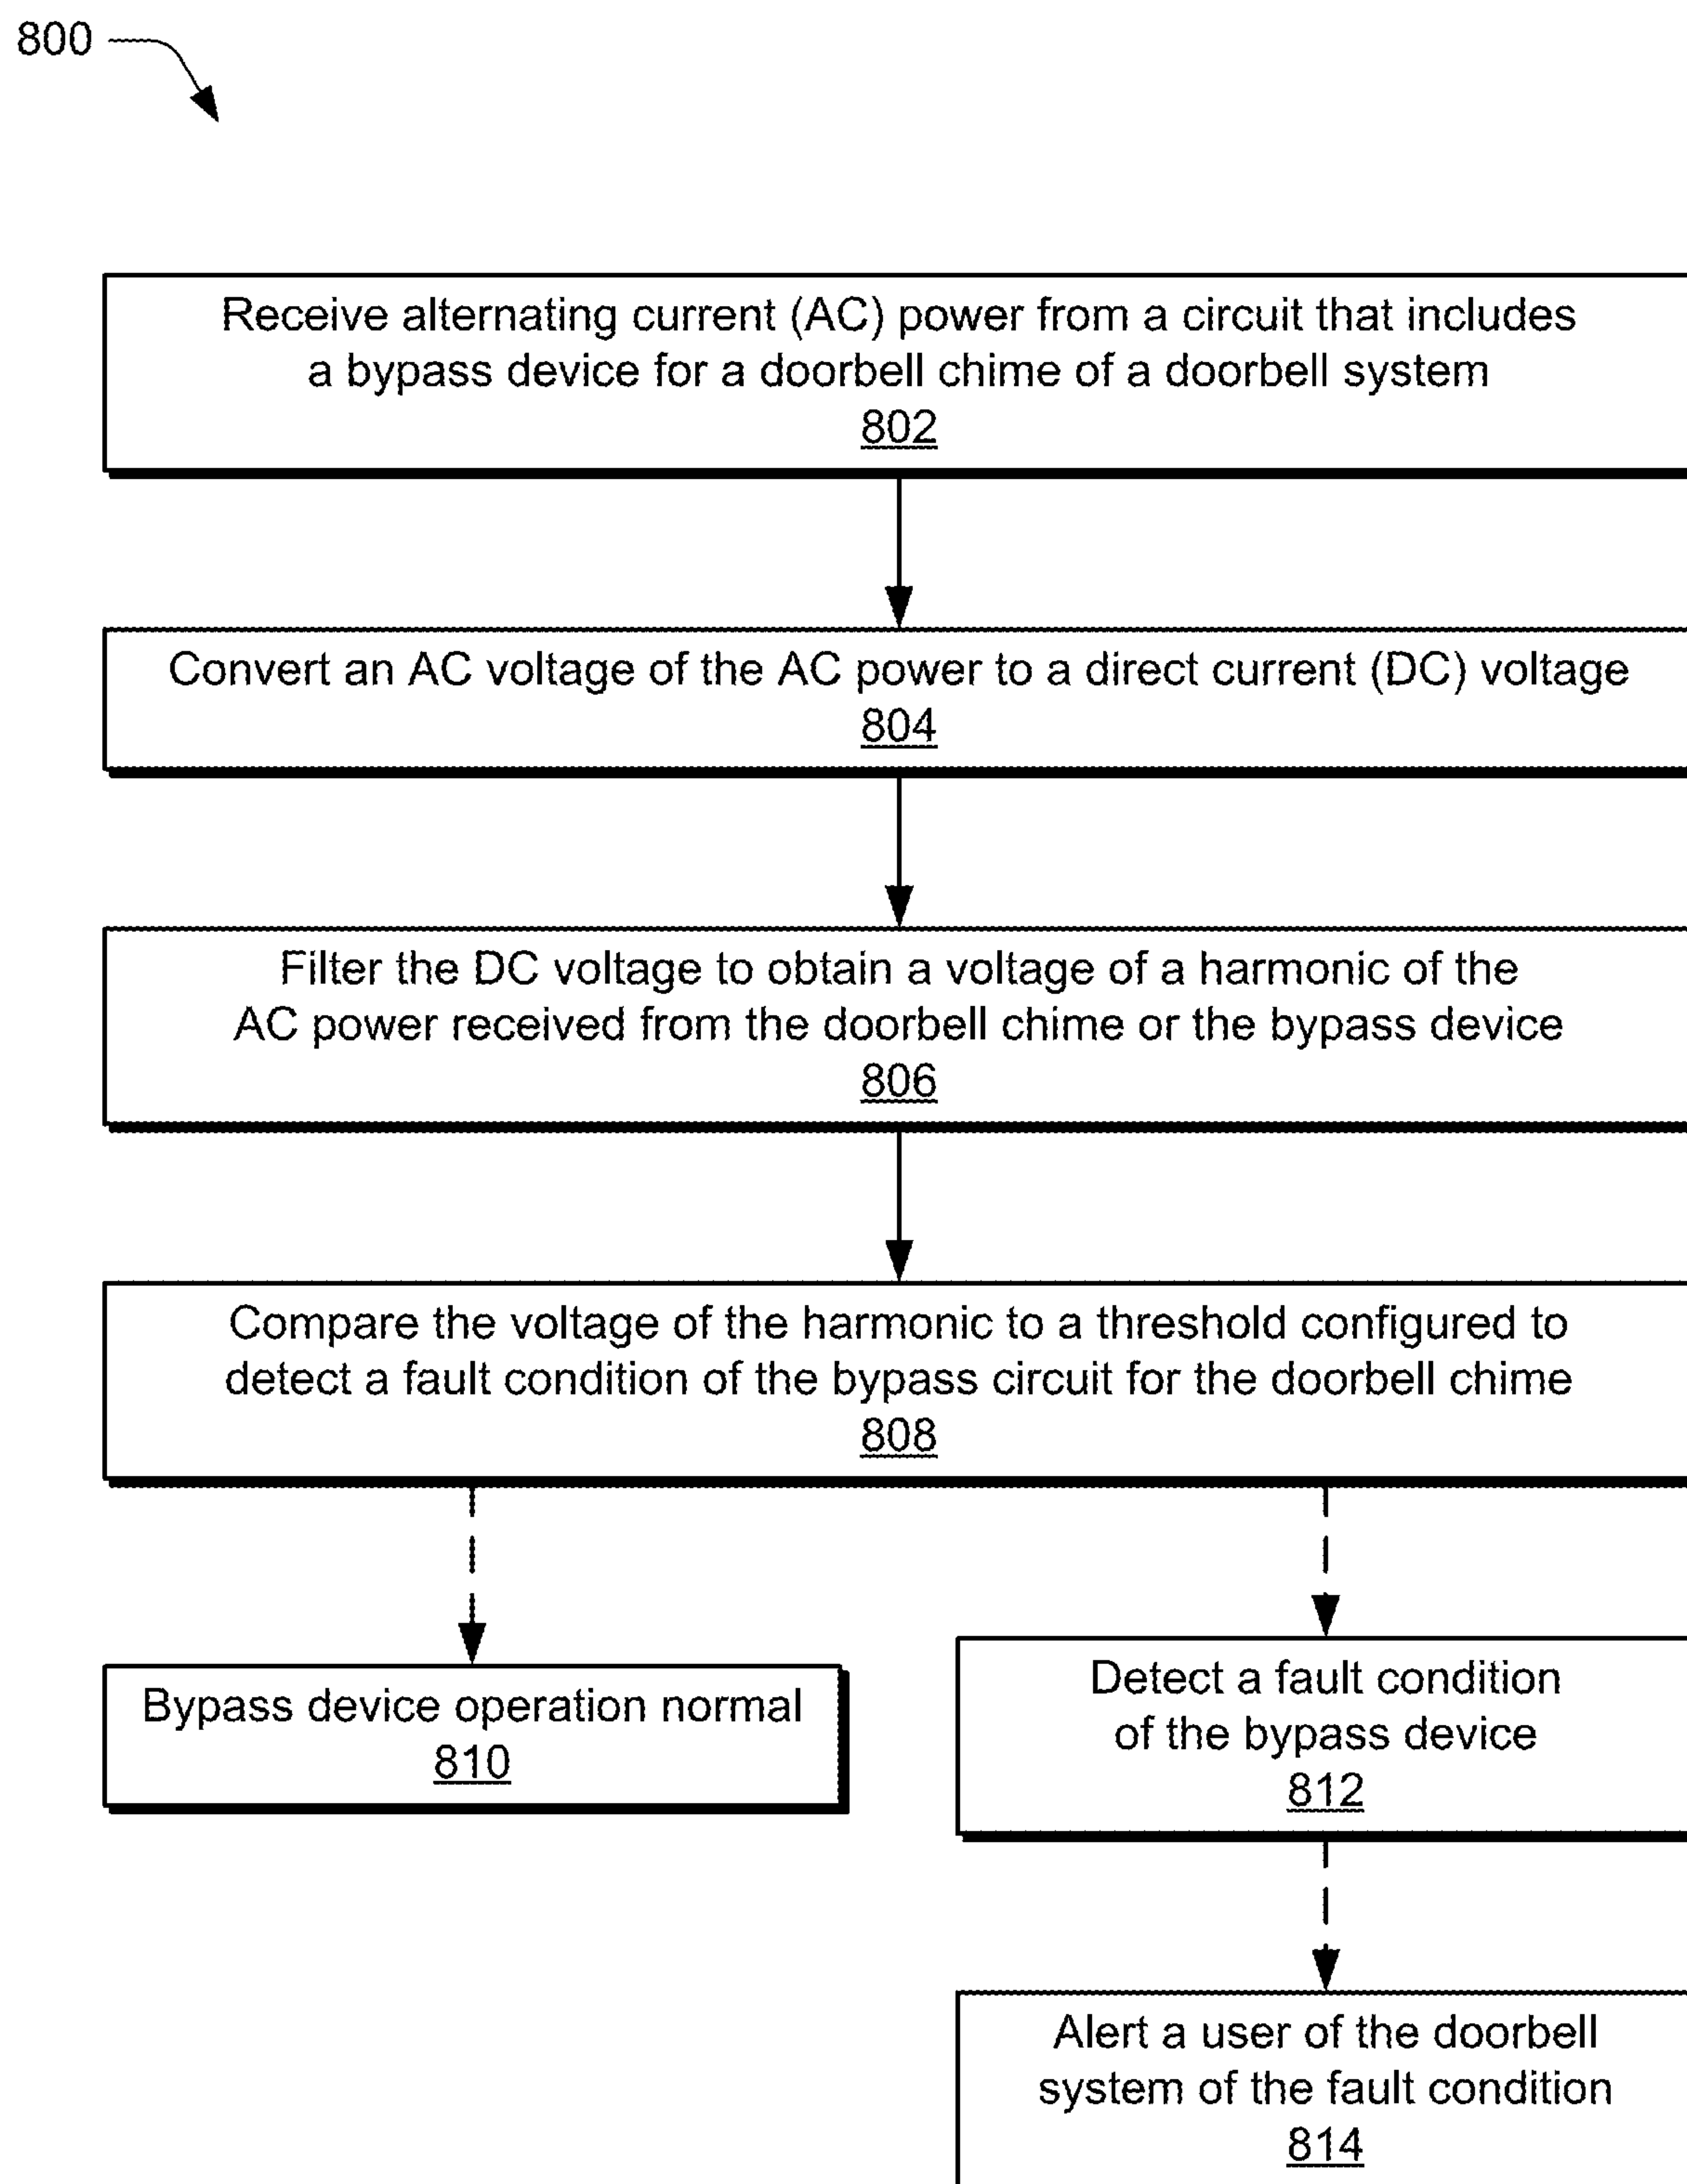 800
Receive alternating current (AC) power from a circuit that includes
a bypass device for a doorbell chime of a doorbell system
802
Convert an AC voltage of the AC power to a direct current (DC) voltage
804
Filter the DC voltage to obtain a voltage of a harmonic of the
AC power received from the doorbell chime or the bypass device
806
Compare the voltage of the harmonic to a threshold configured to
detect a fault condition of the bypass circuit for the doorbell chime
808
Bypass device operation normal
810
Detect a fault condition
of the bypass device
812
Alert a user of the doorbell
system of the fault condition
814